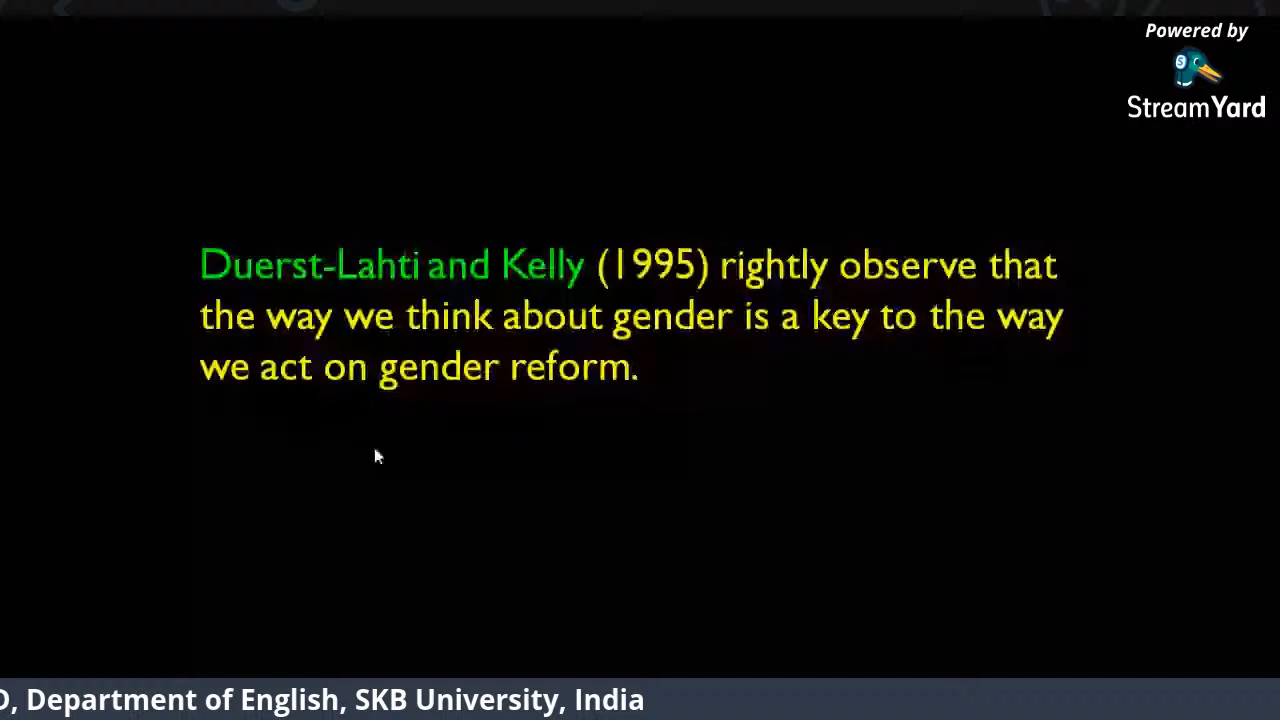 Powered by
StreamYard
Duerst-Lahti and Kelly (1995) rightly observe that
the way we think about gender is a key to the way
we act on gender reform.
D, Department of English, SKB University, India